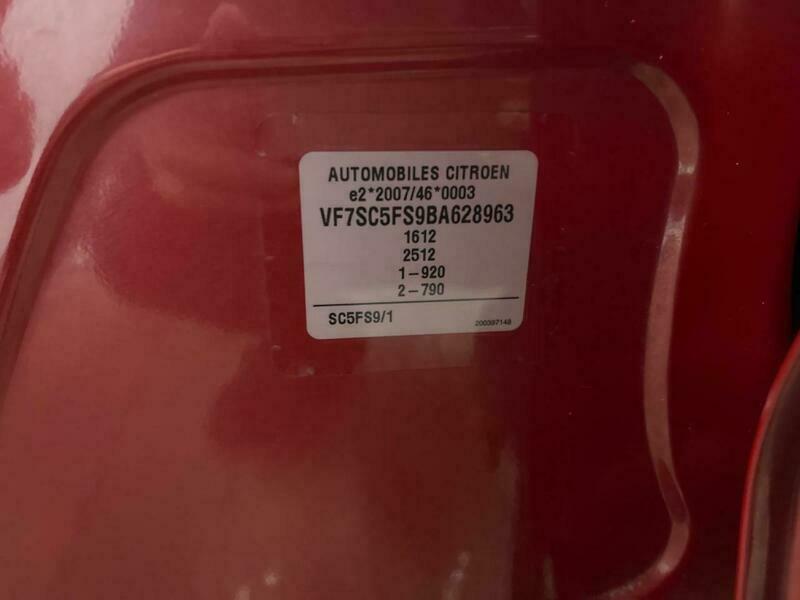 AUTOMOBILES CITROEN
e2*2007/46*0003
VF7SC5FS9BA628963
1612
2512
1-920
2-790
SC5FS9/1
200397148